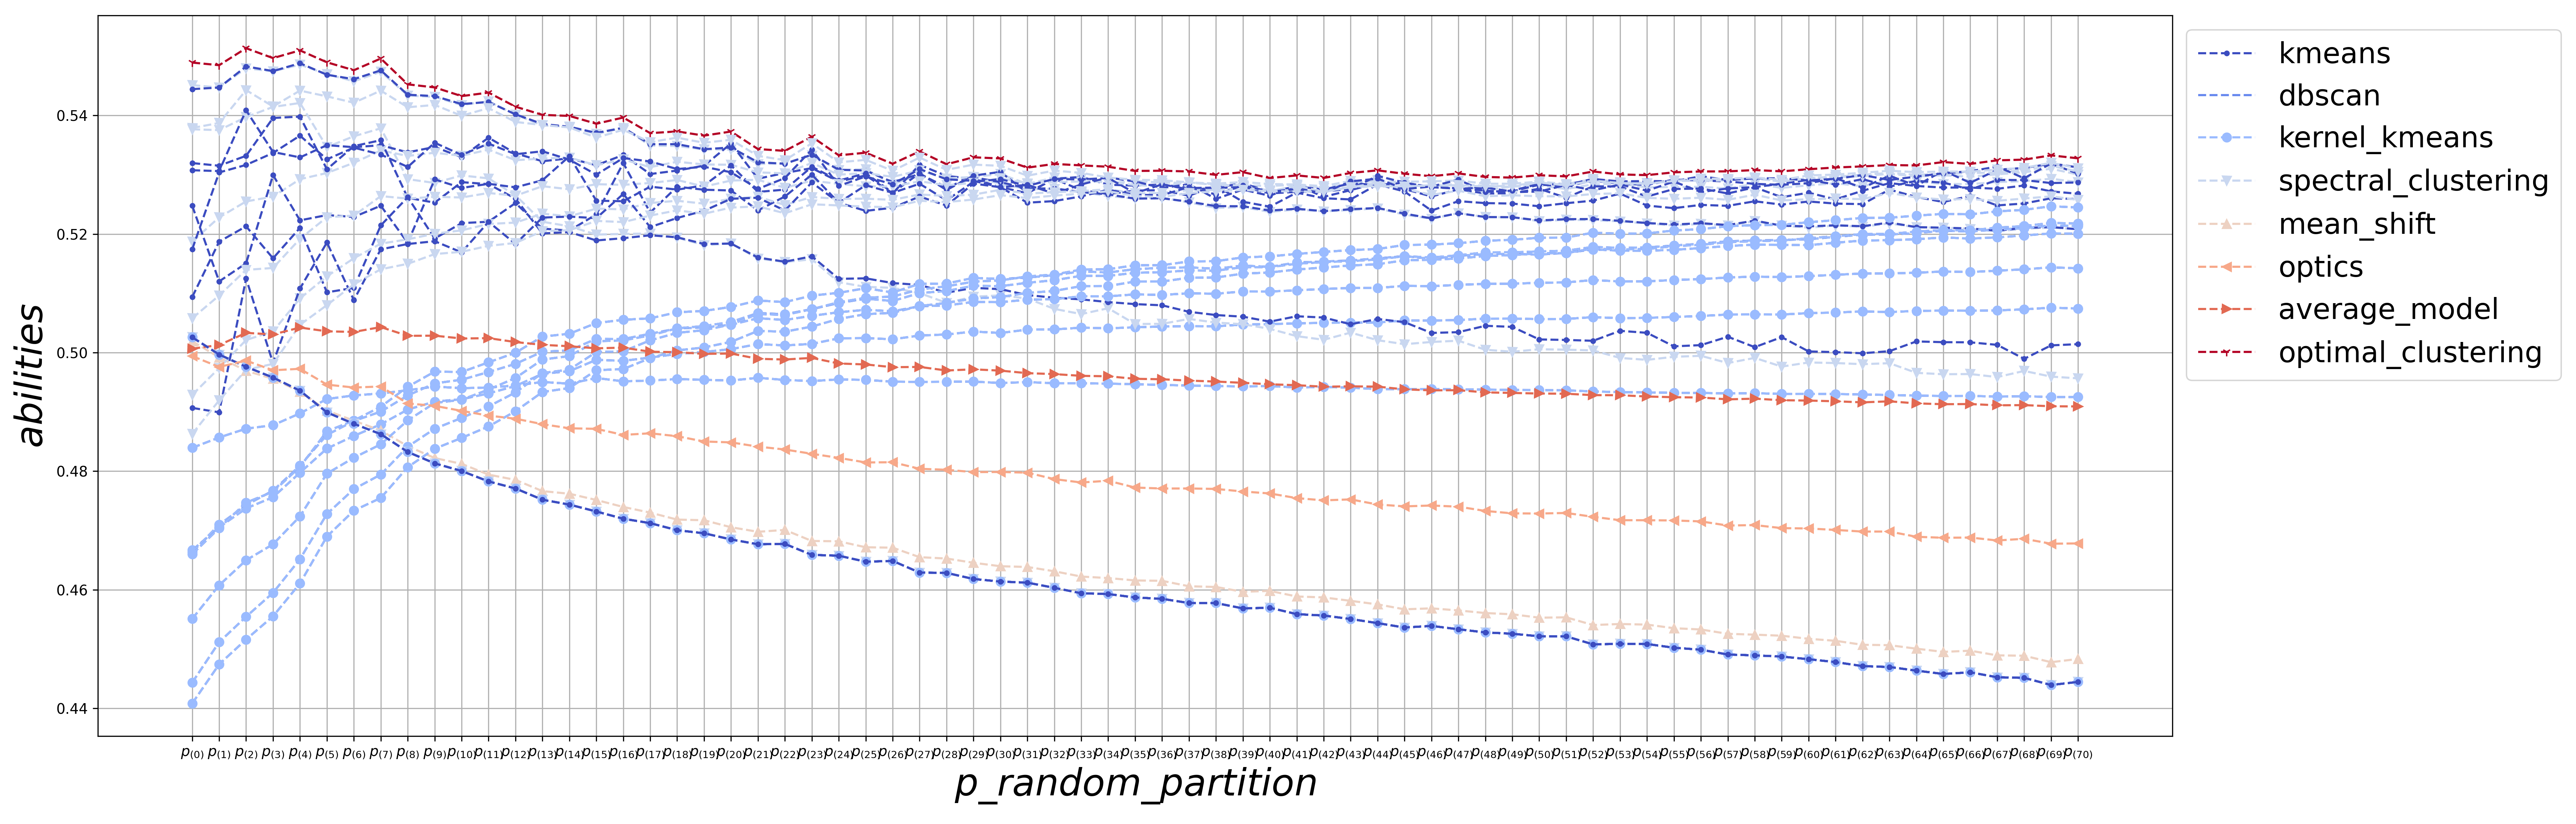 kmeans
dbscan
kernel_kmeans
spectral_clustering
mean_shift
optics
average_model
optimal_clustering
abilities
0.54
0.52
0.50
0.48
0.46
0.44
p(0) p(1) p(2) p(3) p(4) p(5) p(6) p(7) p(8) p(9) p(10) p(11) p(12) p(13) p(14) p(15) p(16) p(17) p(18) p(19) p(20) p(21) p(22) p(23) p(24) p(25) p(26) p(27) p(28) p(29) p(30) p(31) p(32) p(33) p(34) p(35) p(36) p(37) p(38) p(39) p(40) p(41) p(42) p(43) p(44) p(45) p(46) p(47) p(48) p(49) p(50) p(51) p(52) p(53) p(54) p(55) p(56) p(57) p(58) p(59) p(60) p(61) p(62) p(63) p(64) p(65) p(66) p(67) p(68) p(69) p(70)
p_random_partition